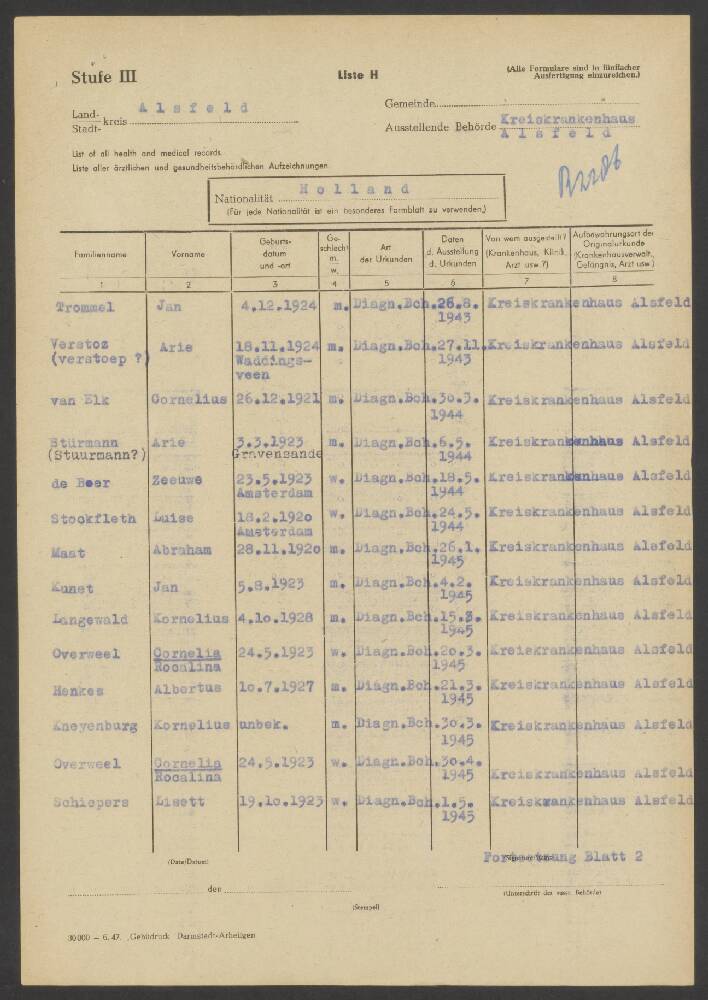 Stufe III
Liste H
(Alle Formulare sind in fünffacher
Ausfertigung einzureichen.)
Land-
Stadt- kreis Alsfeld
Gemeinde
Ausstellende Behörde Kreiskrankenhaus
Alsfeld
List of all health and medical records.
Liste aller ärztlichen und gesundheitsbehördlichen Aufzeichnungen.
Nationalität Holland
(Für jede Nationalität ist ein besonderes Formblatt zu verwenden.)
Familienname Vorname Geburts-datum und -ort Ge-schlecht m. w. Art der Urkunden Daten d. Ausstellung d. Urkunden Von wem ausgestellt? (Krankenhaus, Klinik, Arzt usw.?) Aufbewahrungsort der Originalurkunde (Krankenhausverwalt., Gefängnis, Arzt usw.)
1 2 3 4 5 6 7 8
Trommel Jan 4.12.1924 m. Diagn.Bch.26.8. Kreiskrankenhaus Alsfeld
1943
Verstoz Arie 18.11.1924 m. Diagn.Bch.27.11. Kreiskrankenhaus Alsfeld
(verstoep ?) Waddings- 1943
veen
van Elk Cornelius 26.12.1921 m. Diagn.Bch.30.3. Kreiskrankenhaus Alsfeld
1944
Stürmann Arie 3.3.1923 m. Diagn.Bch.6.5. Kreiskrankenhaus Alsfeld
(Stuurmann?) Gravensande 1944
de Boer Zeeuwe 23.5.1923 w. Diagn.Bch.18.5. Kreiskrankenhaus Alsfeld
Amsterdam 1944
Stockfleth Luise 18.2.1920 w. Diagn.Bch.24.5. Kreiskrankenhaus Alsfeld
Amsterdam 1944
Maat Abraham 28.11.1920 m. Diagn.Bch.26.1. Kreiskrankenhaus Alsfeld
1945
Kunst Jan 5.8.1923 m. Diagn.Bch.4.2. Kreiskrankenhaus Alsfeld
1945
Langewald Kornelius 4.10.1928 m. Diagn.Bch.15.3. Kreiskrankenhaus Alsfeld
1945
Overweel Cornelia 24.5.1923 w. Diagn.Bch.20.3. Kreiskrankenhaus Alsfeld
Rocalina 1945
Henkes Albertus 10.7.1927 m. Diagn.Bch.21.3. Kreiskrankenhaus Alsfeld
1945
Kneyenburg Kornelius unbek. m. Diagn.Bch.30.3. Kreiskrankenhaus Alsfeld
1945
Overweel Cornelia 24.5.1923 w. Diagn.Bch.30.4.
Rocalina 1945 Kreiskrankenhaus Alsfeld
Schiepers Lisett 19.10.1923 w. Diagn.Bch.1.5. Kreiskrankenhaus Alsfeld
1945
(Date/Datum) Fortsetzung Blatt 2
den
(Unterschrift der ausst. Behörde)
(Stempel)
30000 – 6. 47. Gebüdruck Darmstadt-Arheilgen